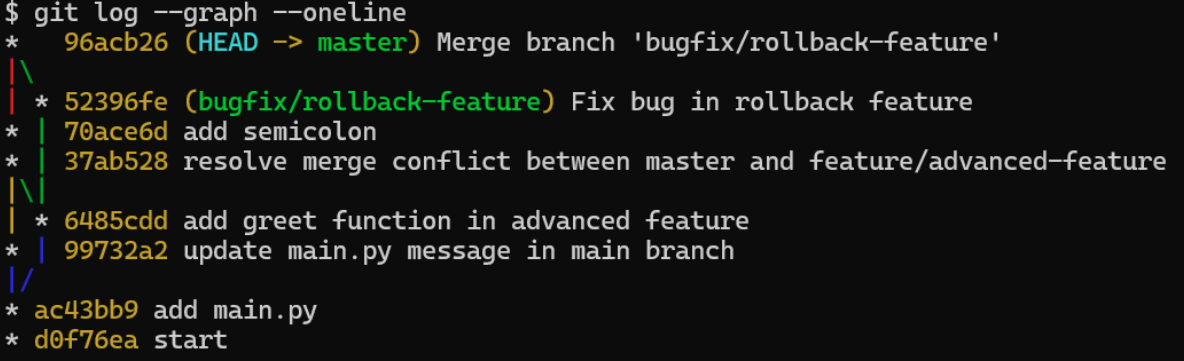 $ git log --graph --oneline
*   96acb26 (HEAD -> master) Merge branch 'bugfix/rollback-feature'
|\
| * 52396fe (bugfix/rollback-feature) Fix bug in rollback feature
* | 70ace6d add semicolon
* | 37ab528 resolve merge conflict between master and feature/advanced-feature
|\|
| * 6485cdd add greet function in advanced feature
* | 99732a2 update main.py message in main branch
|/
* ac43bb9 add main.py
* d0f76ea start